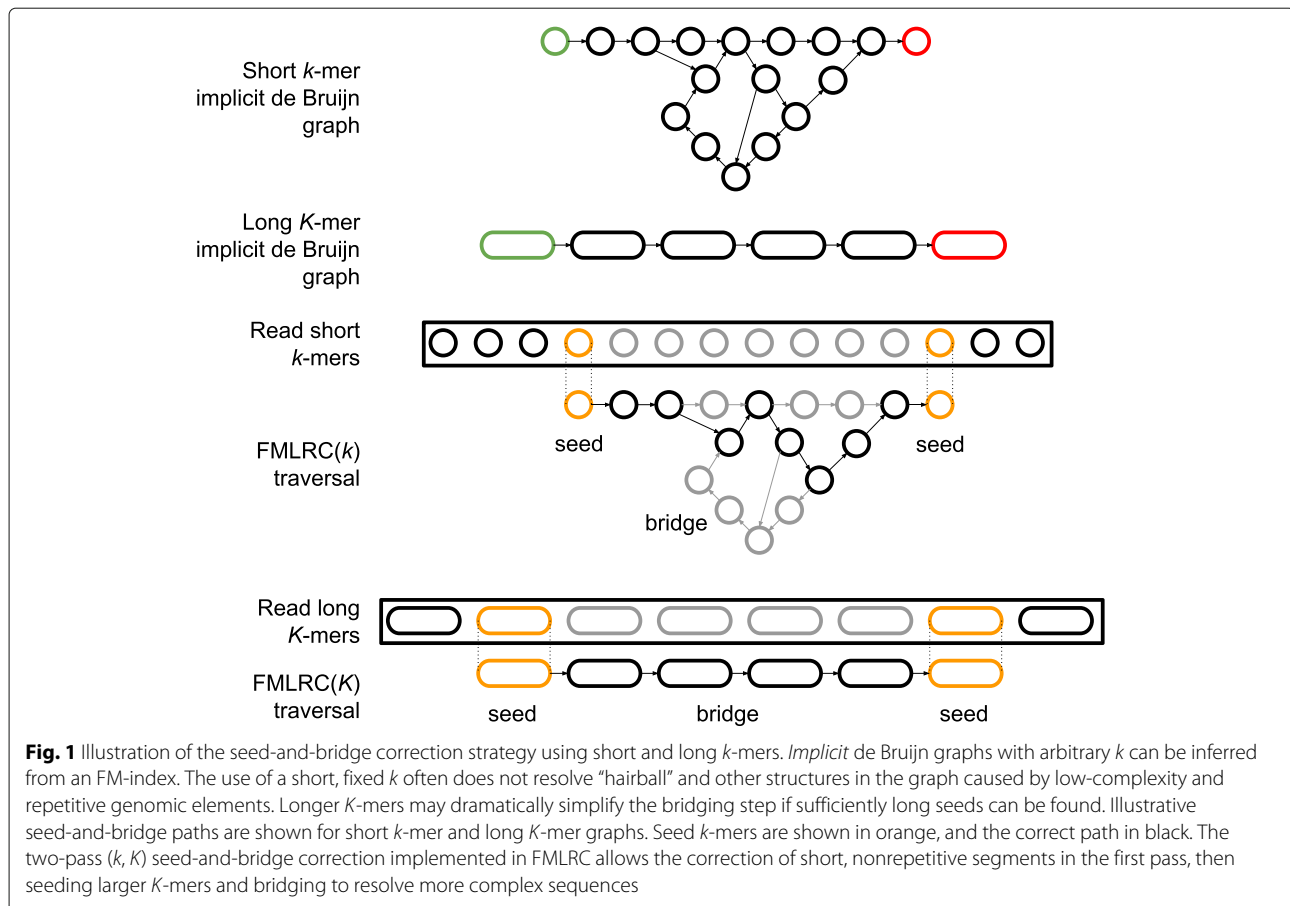 Short k-mer
implicit de Bruijn
graph
Long K-mer
implicit de Bruijn
graph
Read short
k-mers
FMLRC(k)
traversal
seed
seed
bridge
Read long
K-mers
FMLRC(K)
traversal
seed
bridge
seed
Fig. 1 Illustration of the seed-and-bridge correction strategy using short and long k-mers. Implicit de Bruijn graphs with arbitrary k can be inferred
from an FM-index. The use of a short, fixed k often does not resolve “hairball” and other structures in the graph caused by low-complexity and
repetitive genomic elements. Longer K-mers may dramatically simplify the bridging step if sufficiently long seeds can be found. Illustrative
seed-and-bridge paths are shown for short k-mer and long K-mer graphs. Seed k-mers are shown in orange, and the correct path in black. The
two-pass (k, K) seed-and-bridge correction implemented in FMLRC allows the correction of short, nonrepetitive segments in the first pass, then
seeding larger K-mers and bridging to resolve more complex sequences